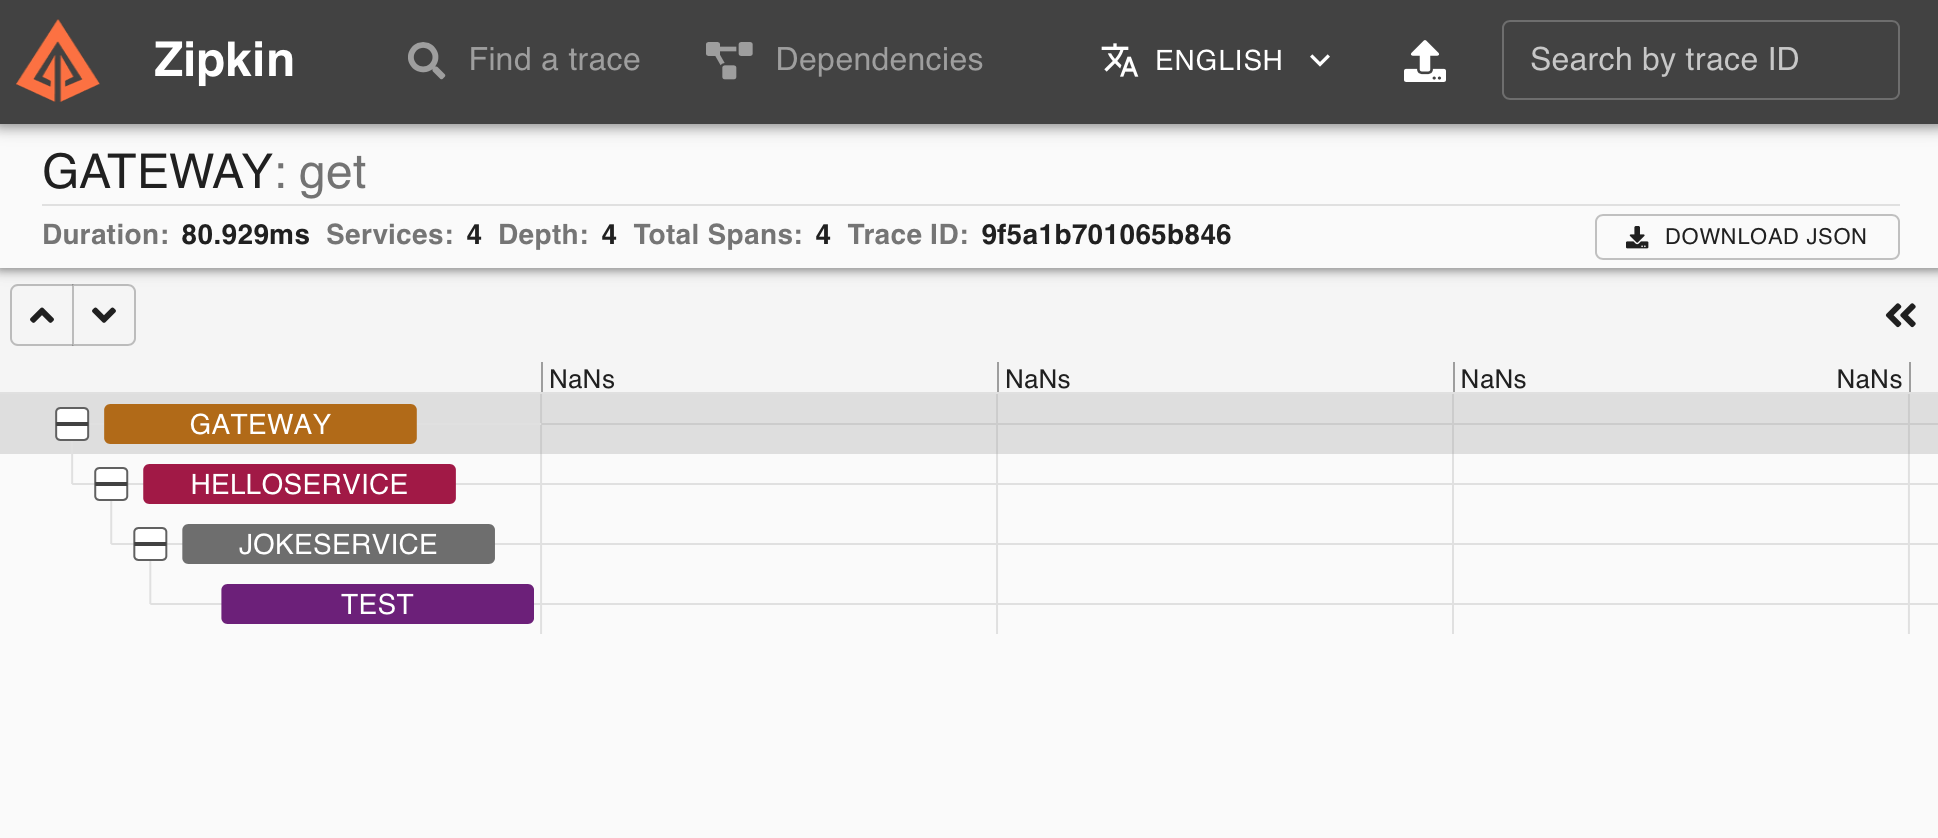 Zipkin Find a trace Dependencies ENGLISH Search by trace ID
GATEWAY: get
Duration: 80.929ms Services: 4 Depth: 4 Total Spans: 4 Trace ID: 9f5a1b701065b846 DOWNLOAD JSON
NaNs NaNs NaNs NaNs
GATEWAY
HELLOSERVICE
JOKESERVICE
TEST